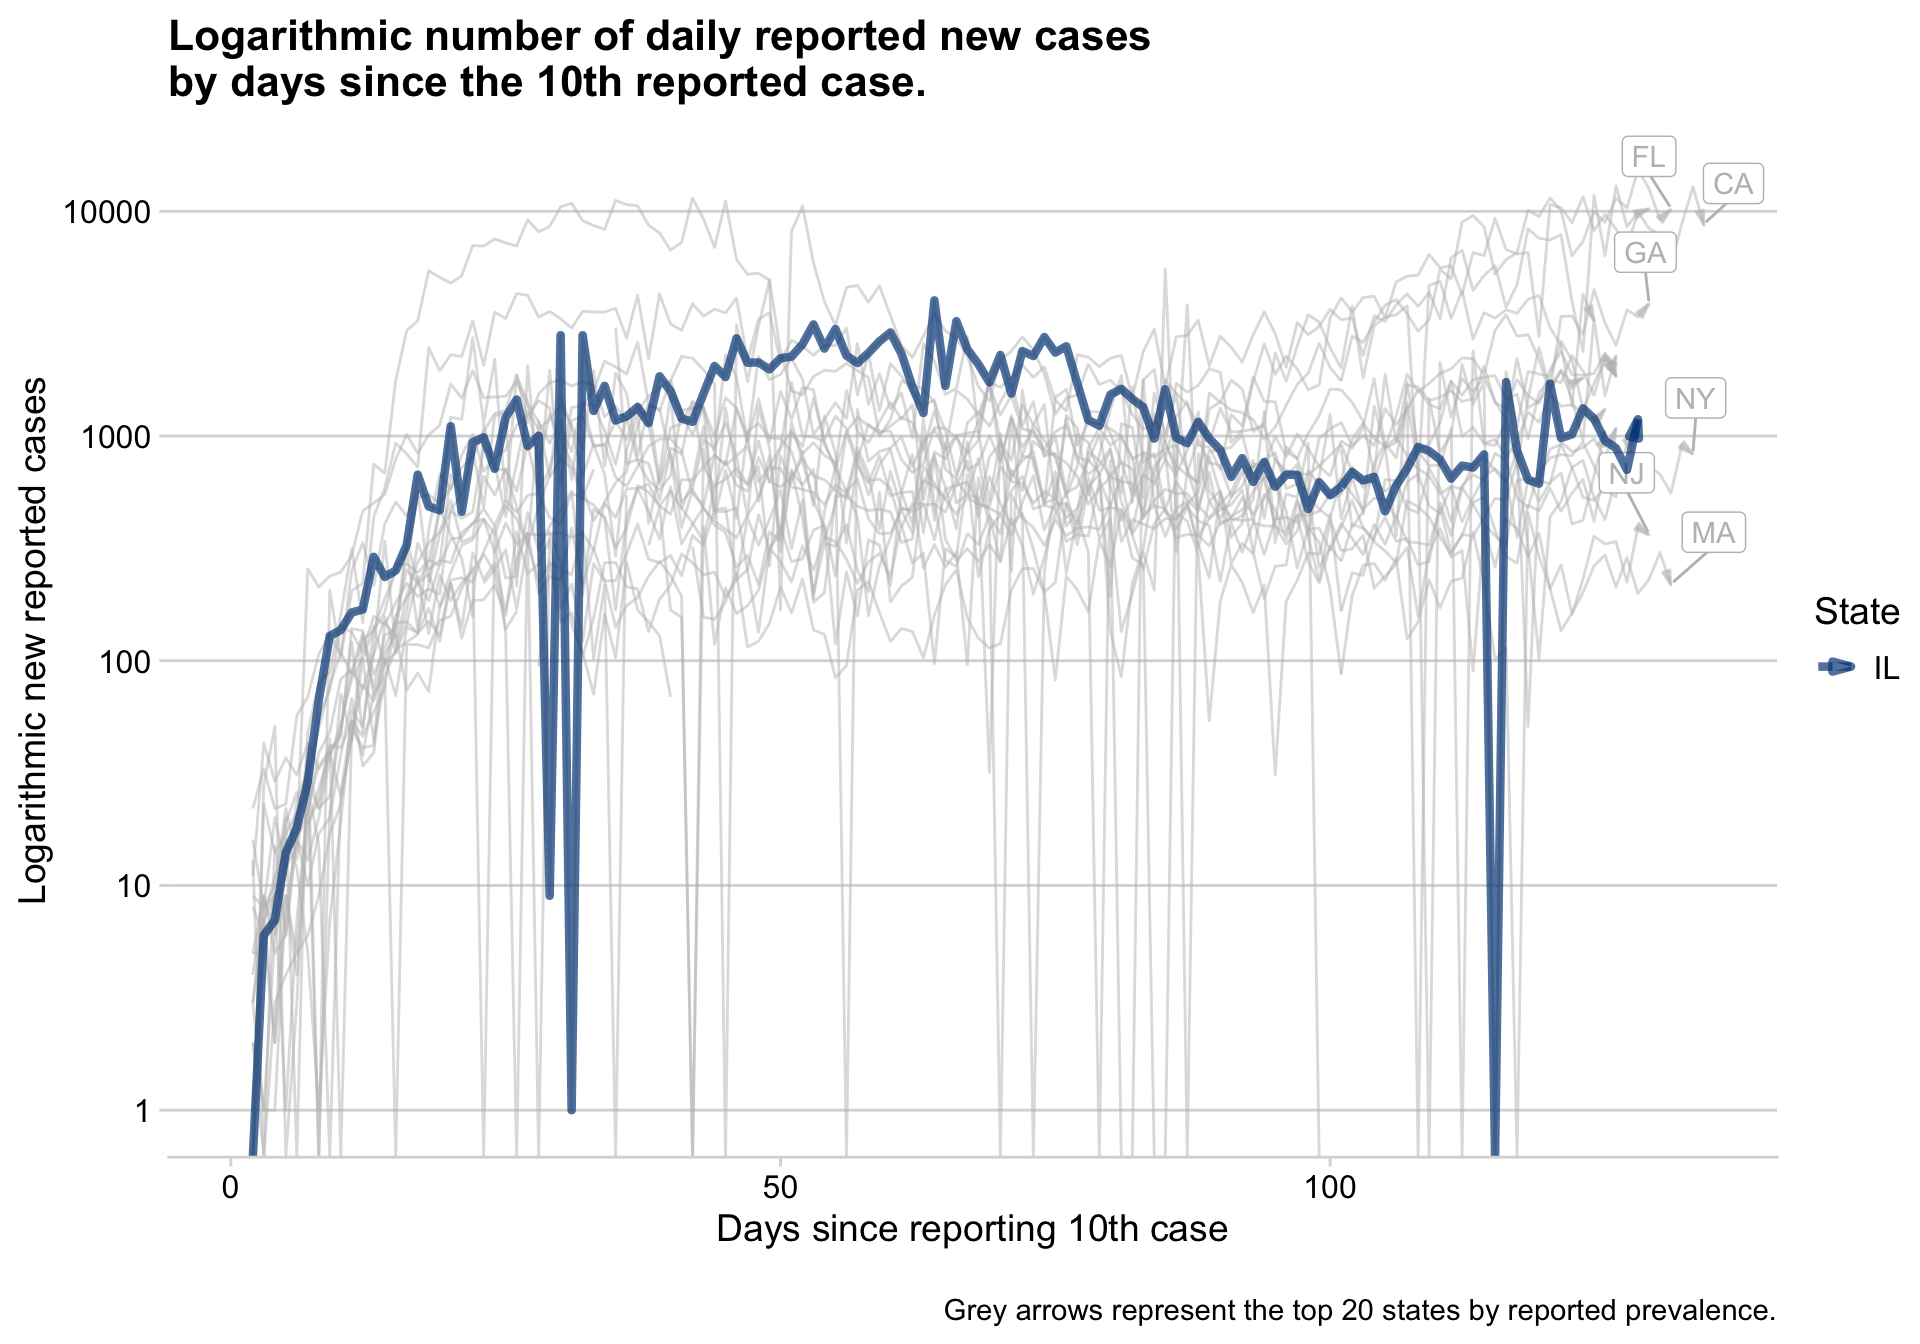 Logarithmic number of daily reported new cases
by days since the 10th reported case.
FL
CA
10000
GA
NY
1000
NJ
MA
Logarithmic new reported cases
State
IL
100
10
1
0
50
100
Days since reporting 10th case
Grey arrows represent the top 20 states by reported prevalence.